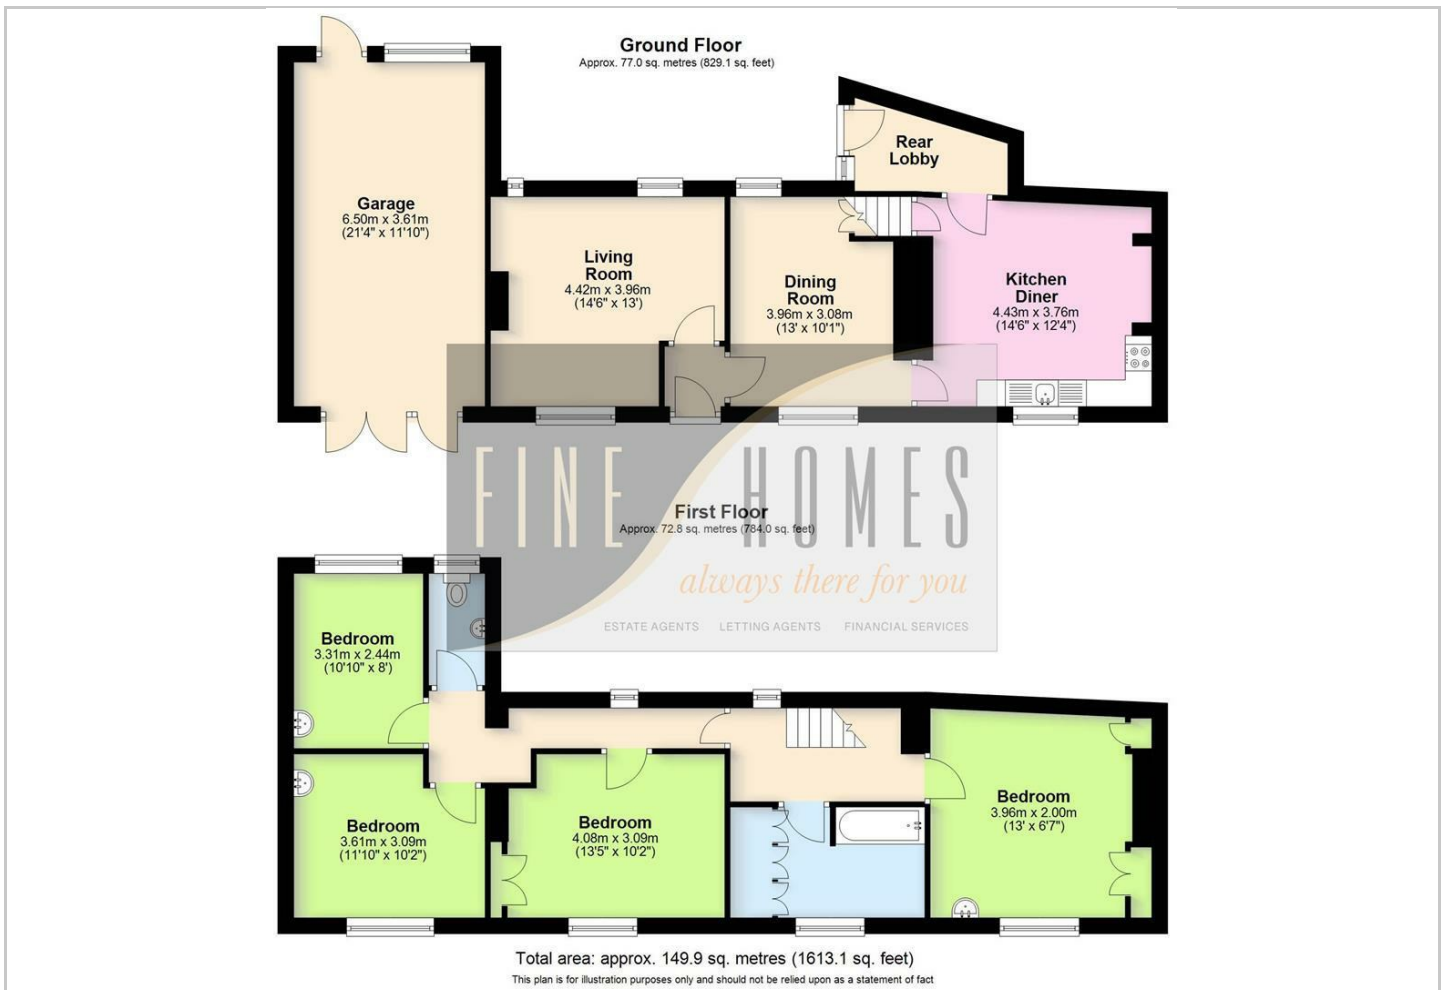 Ground Floor
Approx. 77.0 sq. metres (829.1 sq. feet)
Rear
Lobby
Garage
6.50m x 3.61m
(21'4" x 11'10")
Living
Room
4.42m x 3.96m
(14'6" x 13')
Dining
Room
3.96m x 3.08m
(13' x 10'1")
Kitchen
Diner
4.43m x 3.76m
(14'6" x 12'4")
FINE HOMES
First Floor
Approx. 72.8 sq. metres (784.0 sq. feet)
always there for you
ESTATE AGENTS LETTING AGENTS FINANCIAL SERVICES
Bedroom
3.31m x 2.44m
(10'10" x 8')
Bedroom
3.61m x 3.09m
(11'10" x 10'2")
Bedroom
4.08m x 3.09m
(13'5" x 10'2")
Bedroom
3.96m x 2.00m
(13' x 6'7")
Total area: approx. 149.9 sq. metres (1613.1 sq. feet)
This plan is for illustration purposes only and should not be relied upon as a statement of fact